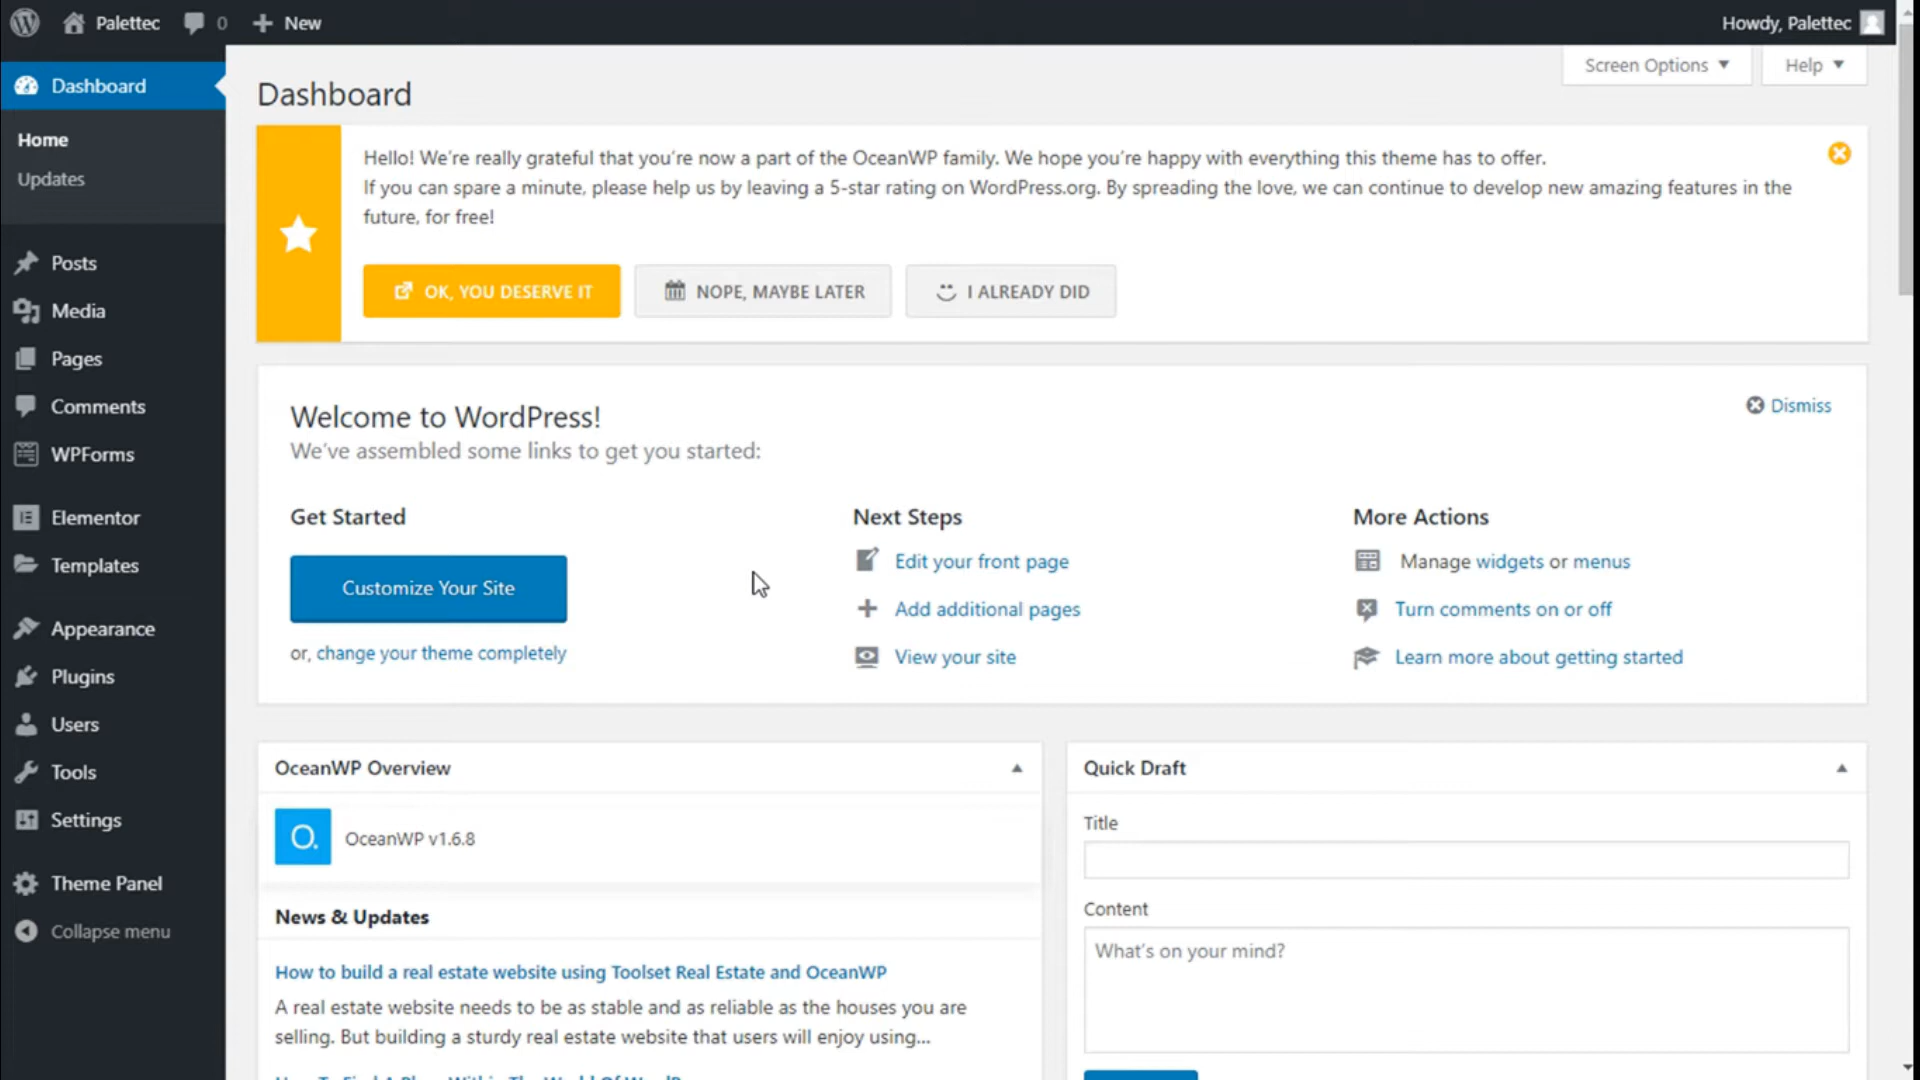 Palettec
0
New
Howdy, Palettec
Dashboard
Home
Updates
Posts
Media
Pages
Comments
WPForms
Elementor
Templates
Appearance
Plugins
Users
Tools
Settings
Theme Panel
Collapse menu
Screen Options
Help
Dashboard
Hello! We're really grateful that you're now a part of the OceanWP family. We hope you're happy with everything this theme has to offer.
If you can spare a minute, please help us by leaving a 5-star rating on WordPress.org. By spreading the love, we can continue to develop new amazing features in the
future, for free!
OK, YOU DESERVE IT
NOPE, MAYBE LATER
I ALREADY DID
Welcome to WordPress!
Dismiss
We've assembled some links to get you started:
Get Started
Customize Your Site
or, change your theme completely
Next Steps
Edit your front page
Add additional pages
View your site
More Actions
Manage widgets or menus
Turn comments on or off
Learn more about getting started
OceanWP Overview
O.
OceanWP v1.6.8
News & Updates
How to build a real estate website using Toolset Real Estate and OceanWP
A real estate website needs to be as stable and as reliable as the houses you are
selling. But building a sturdy real estate website that users will enjoy using...
Quick Draft
Title
Content
What's on your mind?